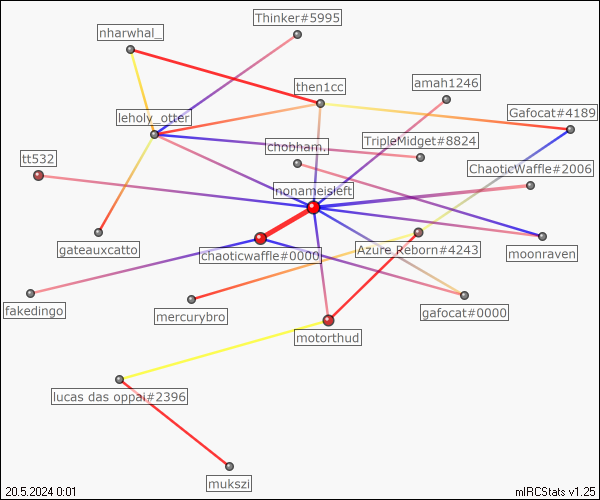 Thinker#5995
nharwhal_
then1cc
amah1246
Gafocat#4189
leholy_otter
TripleMidget#8824
chobham.
tt532
ChaoticWaffle#2006
nonameisleft
gateauxcatto
chaoticwaffle#0000
Azure Reborn#4243
moonraven
fakedingo
mercurybro
gafocat#0000
motorthud
lucas das oppai#2396
mukszi
20.5.2024 0:01
mIRCStats v1.25